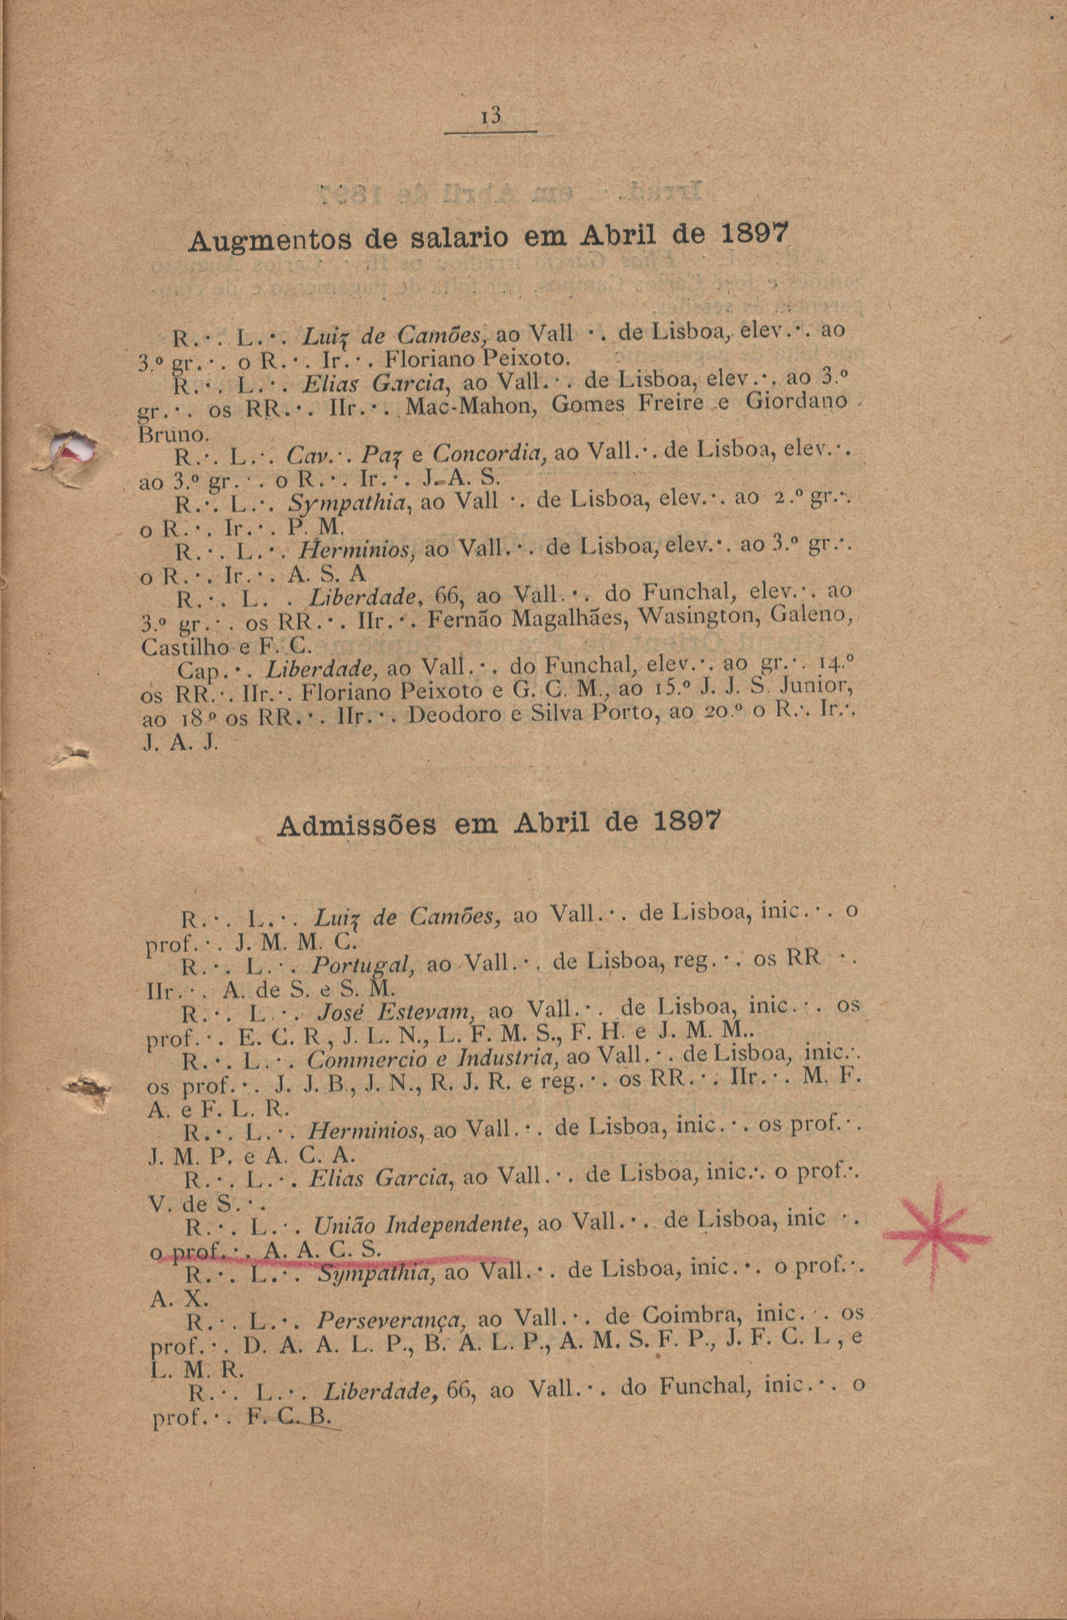 13
Augmentos de salario em Abril de 1897
R.·. L.·. Luiz de Camões, ao Vall.·. de Lisboa, elev.·. ao
3.º gr.·. o R.·. Ir.·. Floriano Peixoto.
R.·. L.·. Elias Garcia, ao Vall.·. de Lisboa, elev.·. ao 3.º
gr.·. os RR.·. IIr.·. Mac-Mahon, Gomes Freire e Giordano
Bruno.
R.·. L.·. Cav.·. Paz e Concordia, ao Vall.·. de Lisboa, elev.·.
ao 3.º gr.·. o R.·. Ir.·. J. A. S.
R.·. L.·. Sympathia, ao Vall.·. de Lisboa, elev.·. ao 2.º gr.·.
o R.·. Ir.·. P. M.
R.·. L.·. Herminios, ao Vall.·. de Lisboa, elev.·. ao 3.º gr.·.
o R.·. Ir.·. A. S. A
R.·. L.·. Liberdade, 66, ao Vall.·. do Funchal, elev.·. ao
3.º gr.·. os RR.·. IIr.·. Fernão Magalhães, Wasington, Galeno,
Castilho e F. C.
Cap.·. Liberdade, ao Vall.·. do Funchal, elev.·. ao gr.·. 14.º
os RR.·. IIr.·. Floriano Peixoto e G. C. M., ao 15.º J. J. S. Junior,
ao 18.º os RR.·. IIr.·. Deodoro e Silva Porto, ao 20.º o R.·. Ir.·.
J. A. J.
Admissões em Abril de 1897
R.·. L.·. Luiz de Camões, ao Vall.·. de Lisboa, inic.·. o
prof.·. J. M. M. C.
R.·. L.·. Portugal, ao Vall.·. de Lisboa, reg.·. os RR.·.
IIr.·. A. de S. e S. M.
R.·. L.·. José Estevam, ao Vall.·. de Lisboa, inic.·. os
prof.·. E. C. R., J. L. N., L. F. M. S., F. H. e J. M. M..
R.·. L.·. Commercio e Industria, ao Vall.·. de Lisboa, inic.·.
os prof.·. J. J. B., J. N., R. J. R. e reg.·. os RR.·. IIr.·. M. F.
A. e F. L. R.
R.·. L.·. Herminios, ao Vall.·. de Lisboa, inic.·. os prof.·.
J. M. P. e A. C. A.
R.·. L.·. Elias Garcia, ao Vall.·. de Lisboa, inic.·. o prof.·.
V. de S.·.
R.·. L.·. União Independente, ao Vall.·. de Lisboa, inic.·.
o prof.·. A. A. C. S.
R.·. L.·. Sympathia, ao Vall.·. de Lisboa, inic.·. o prof.·.
A. X.
R.·. L.·. Perseverança, ao Vall.·. de Coimbra, inic.·. os
prof.·. D. A. A. L. P., B. A. L. P., A. M. S. F. P., J. F. C. L., e
L. M. R.
R.·. L.·. Liberdade, 66, ao Vall.·. do Funchal, inic.·. o
prof.·. F. C. B.